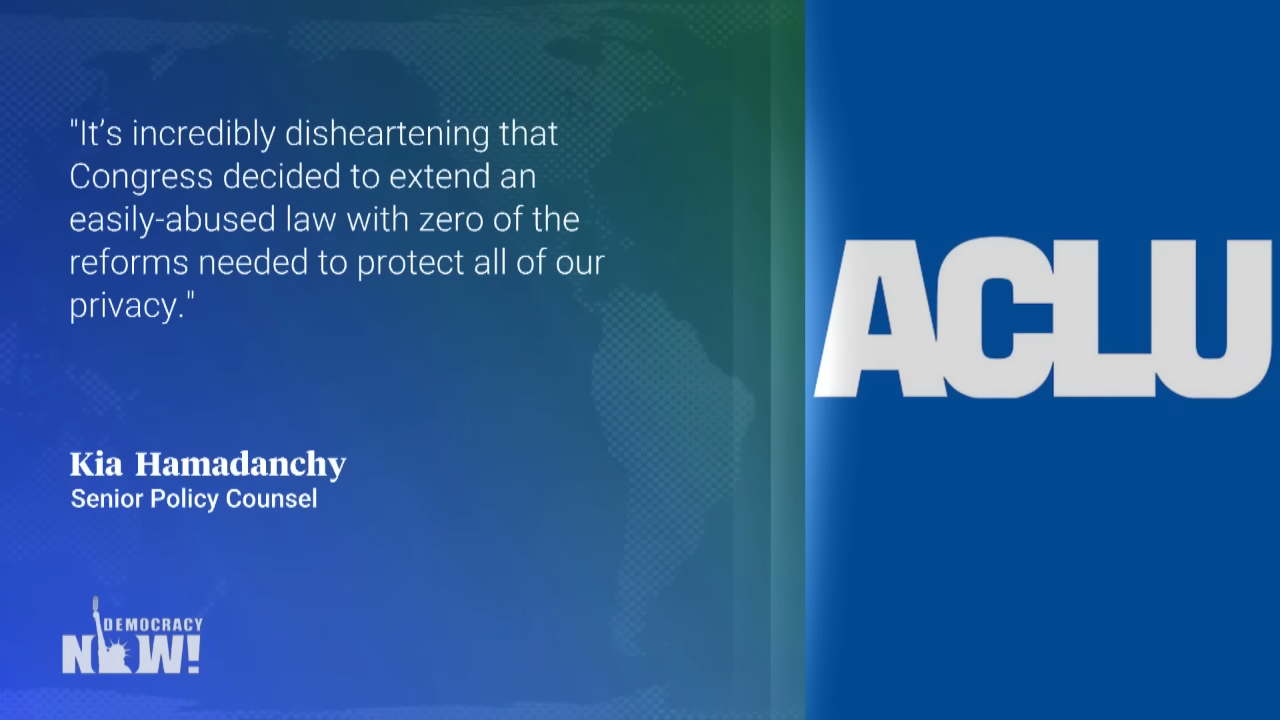 "It’s incredibly disheartening that
Congress decided to extend an
easily-abused law with zero of the
reforms needed to protect all of our
privacy."
Kia Hamadanchy
Senior Policy Counsel
DEMOCRACY
NOW!
ACLU